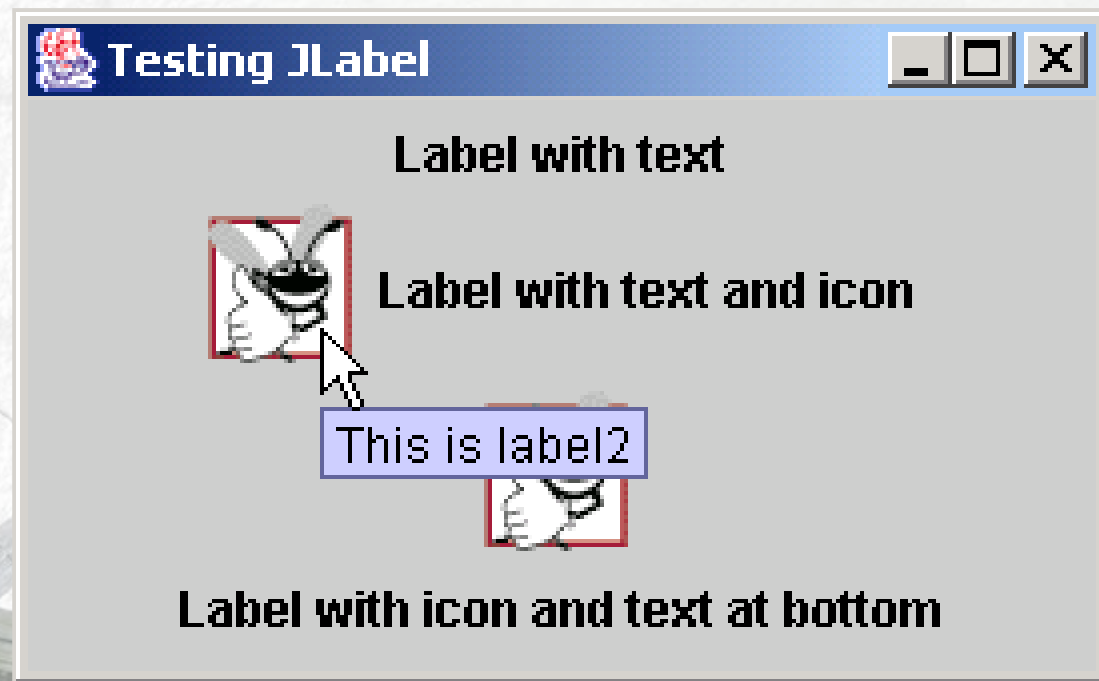 Testing JLabel
Label with text
Label with text and icon
This is label2
Label with icon and text at bottom